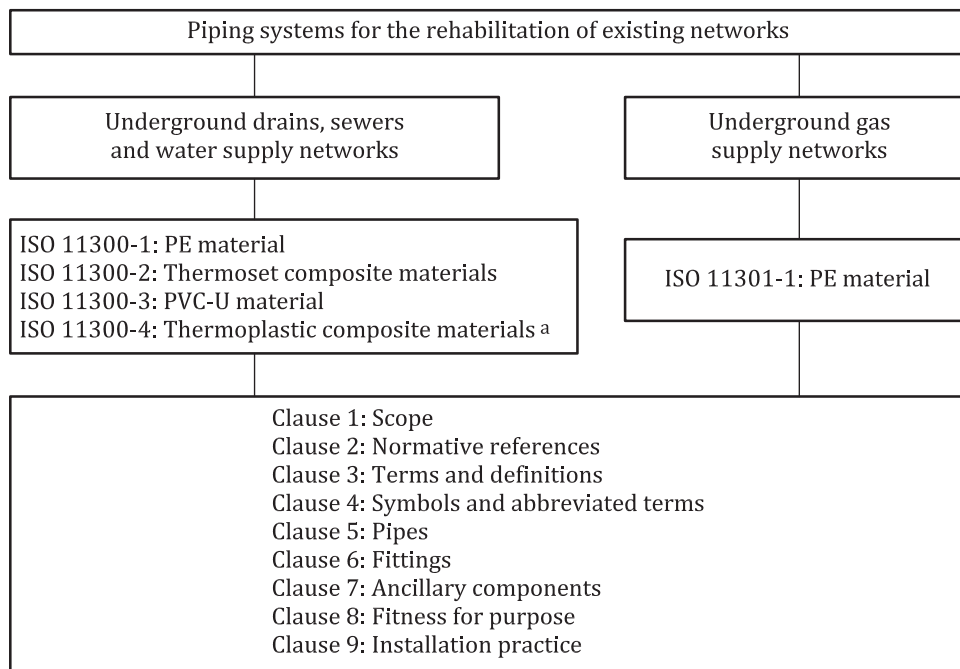 Piping systems for the rehabilitation of existing networks
Underground drains, sewers
and water supply networks
Underground gas
supply networks
ISO 11300-1: PE material
ISO 11300-2: Thermoset composite materials
ISO 11300-3: PVC-U material
ISO 11300-4: Thermoplastic composite materials a
ISO 11301-1: PE material
Clause 1: Scope
Clause 2: Normative references
Clause 3: Terms and definitions
Clause 4: Symbols and abbreviated terms
Clause 5: Pipes
Clause 6: Fittings
Clause 7: Ancillary components
Clause 8: Fitness for purpose
Clause 9: Installation practice